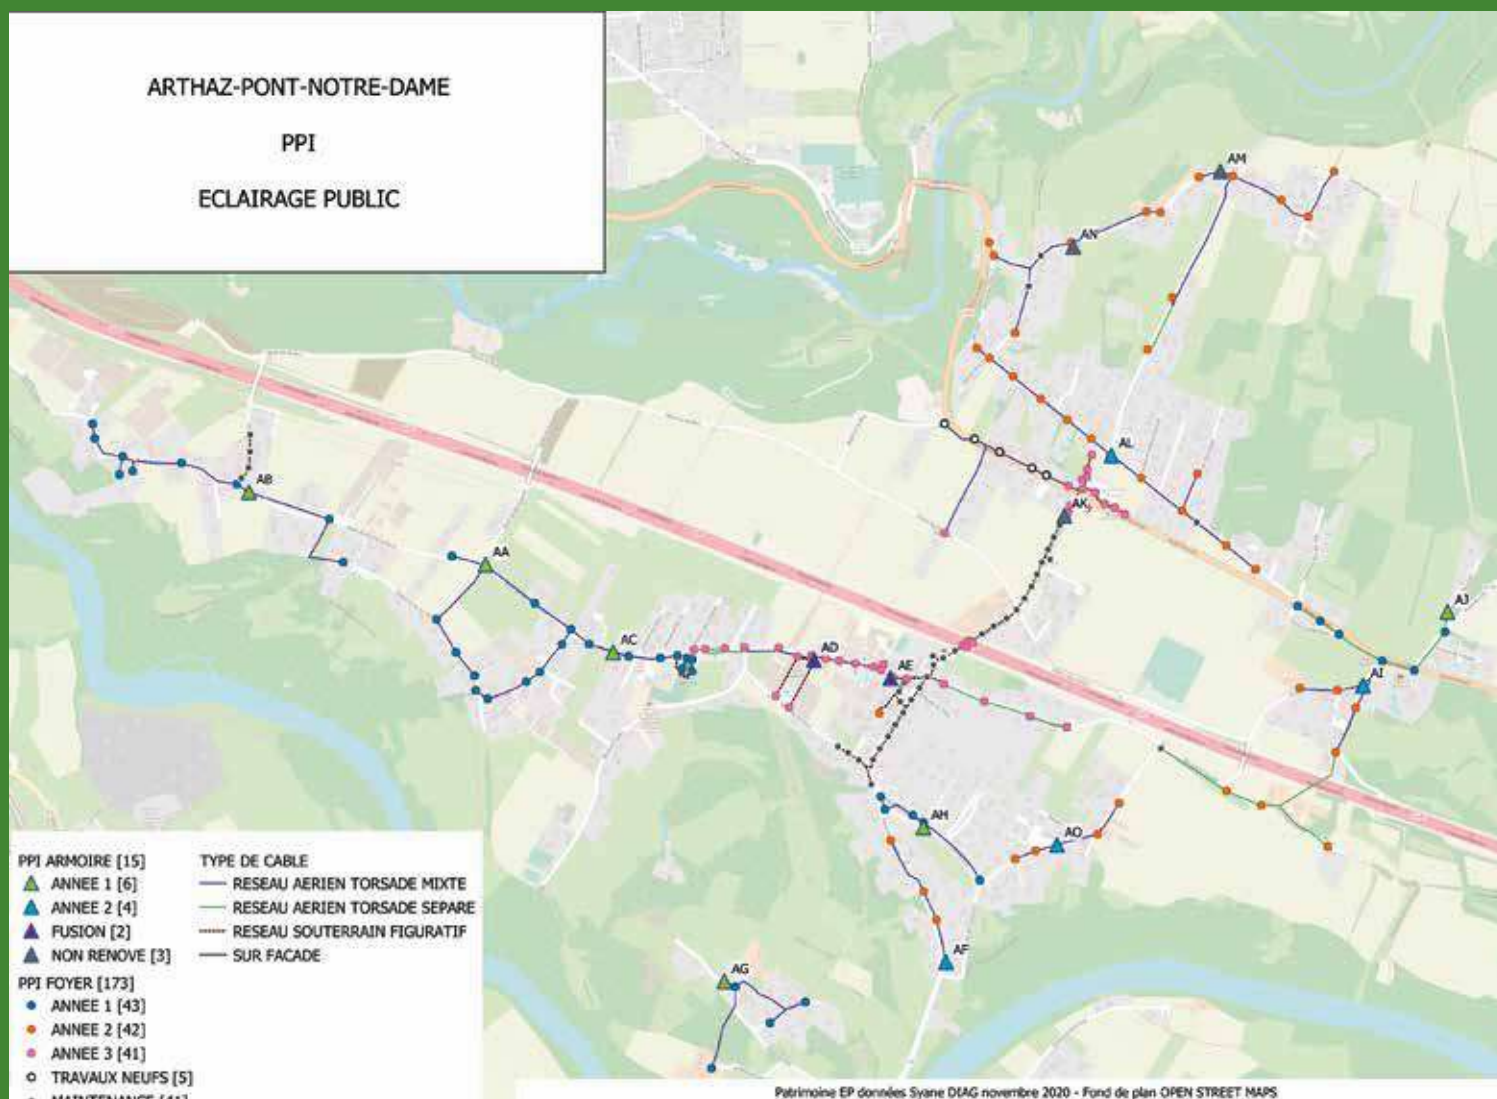 ARTHAZ-PONT-NOTRE-DAME
PPI
ECLAIRAGE PUBLIC
AM
AN
AL
AK
AB
AA
AC
AD
AE
AJ
AI
AH
AO
AF
AG
PPI ARMOIRE [15]
ANNEE 1 [6]
ANNEE 2 [4]
FUSION [2]
NON RENOVE [3]
TYPE DE CABLE
RESEAU AERIEN TORSADE MIXTE
RESEAU AERIEN TORSADE SEPARE
RESEAU SOUTERRAIN FIGURATIF
SUR FACADE
PPI FOYER [173]
ANNEE 1 [43]
ANNEE 2 [42]
ANNEE 3 [41]
TRAVAUX NEUFS [5]
MAINTENANCE [41]
Patrimoine EP données Syane DIAG novembre 2020 - Fond de plan OPEN STREET MAPS